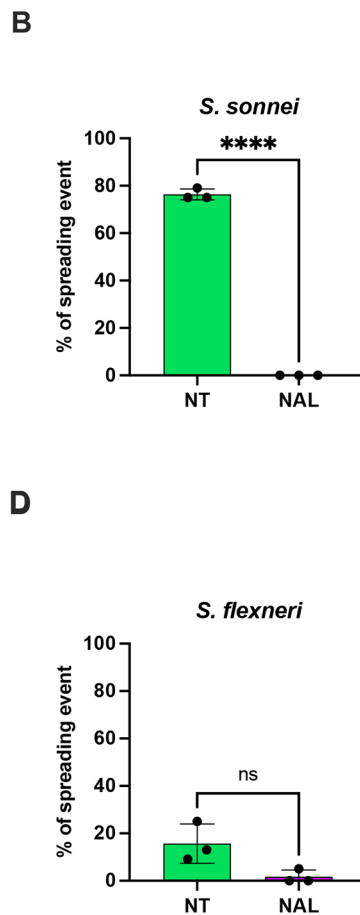 B
S. sonnei
****
% of spreading event
100
80
60
40
20
0
NT NAL
D
S. flexneri
ns
% of spreading event
100
80
60
40
20
0
NT NAL